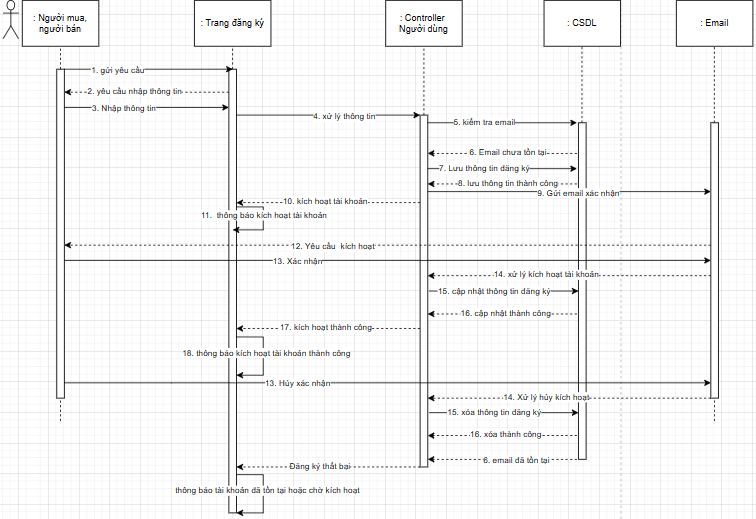 : Người mua,
người bán
: Trang đăng ký
: Controller
Người dùng
: CSDL
: Email
1. gửi yêu cầu
2. yêu cầu nhập thông tin
3. Nhập thông tin
4. xử lý thông tin
5. kiểm tra email
6. Email chưa tồn tại
7. Lưu thông tin đăng ký
8. lưu thông tin thành công
9. Gửi email xác nhận
10. kích hoạt tài khoản
11. thông báo kích hoạt tài khoản
12. Yêu cầu kích hoạt
13. Xác nhận
14. xử lý kích hoạt tài khoản
15. cập nhật thông tin đăng ký
16. cập nhật thành công
17. kích hoạt thành công
18. thông báo kích hoạt tài khoản thành công
13. Hủy xác nhận
14. Xử lý hủy kích hoạt
15. xóa thông tin đăng ký
16. xóa thành công
6. email đã tồn tại
Đăng ký thất bại
thông báo tài khoản đã tồn tại hoặc chờ kích hoạt